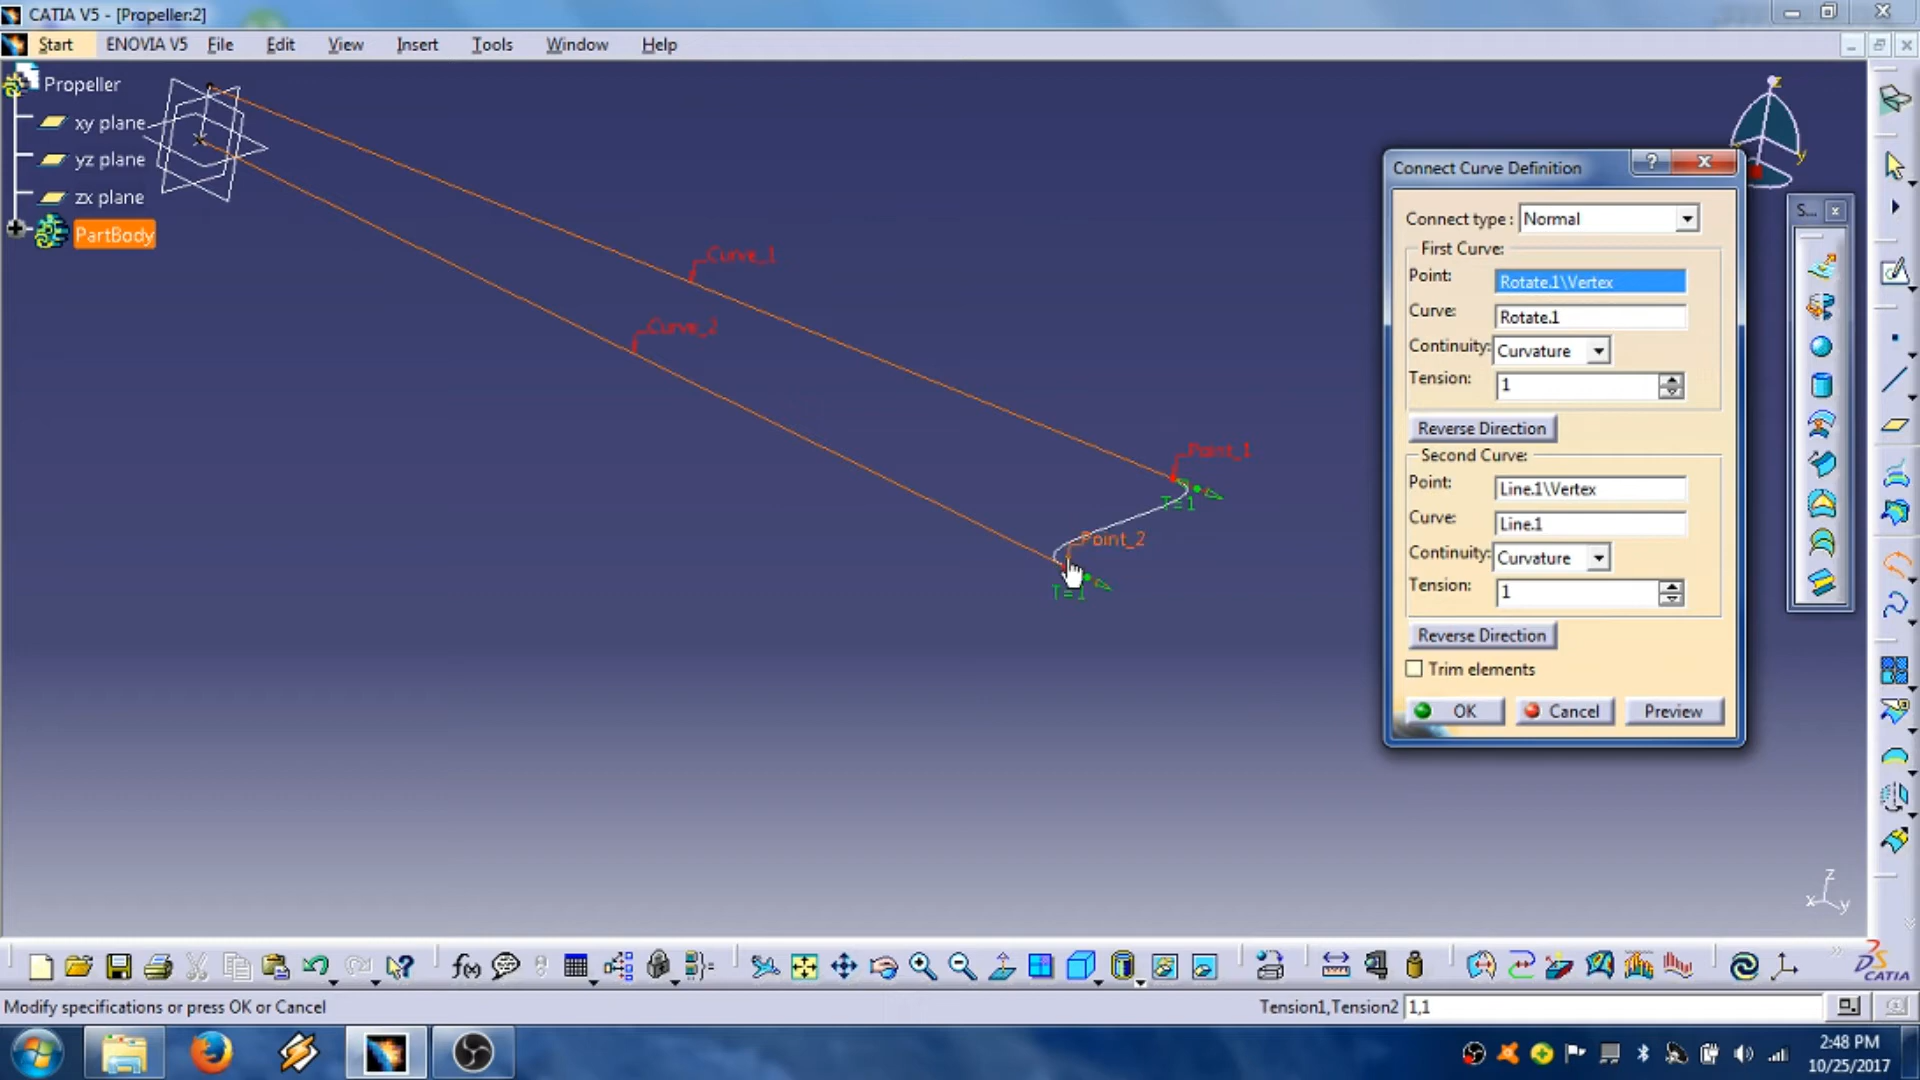 CATIA V5 - [Propeller:2]
Start ENOVIA V5 File Edit View Insert Tools Window Help
Propeller
xy plane
yz plane
zx plane
PartBody
Curve_1
Curve_2
Point_1
T=1
Point_2
T=1
z
y
Connect Curve Definition
Connect type : Normal
First Curve:
Point: Rotate.1\Vertex
Curve: Rotate.1
Continuity: Curvature
Tension: 1
Reverse Direction
Second Curve:
Point: Line.1\Vertex
Curve: Line.1
Continuity: Curvature
Tension: 1
Reverse Direction
Trim elements
OK Cancel Preview
S...
z
x
y
f(x)
DS
CATIA
Modify specifications or press OK or Cancel
Tension1,Tension2 1,1
2:48 PM
10/25/2017